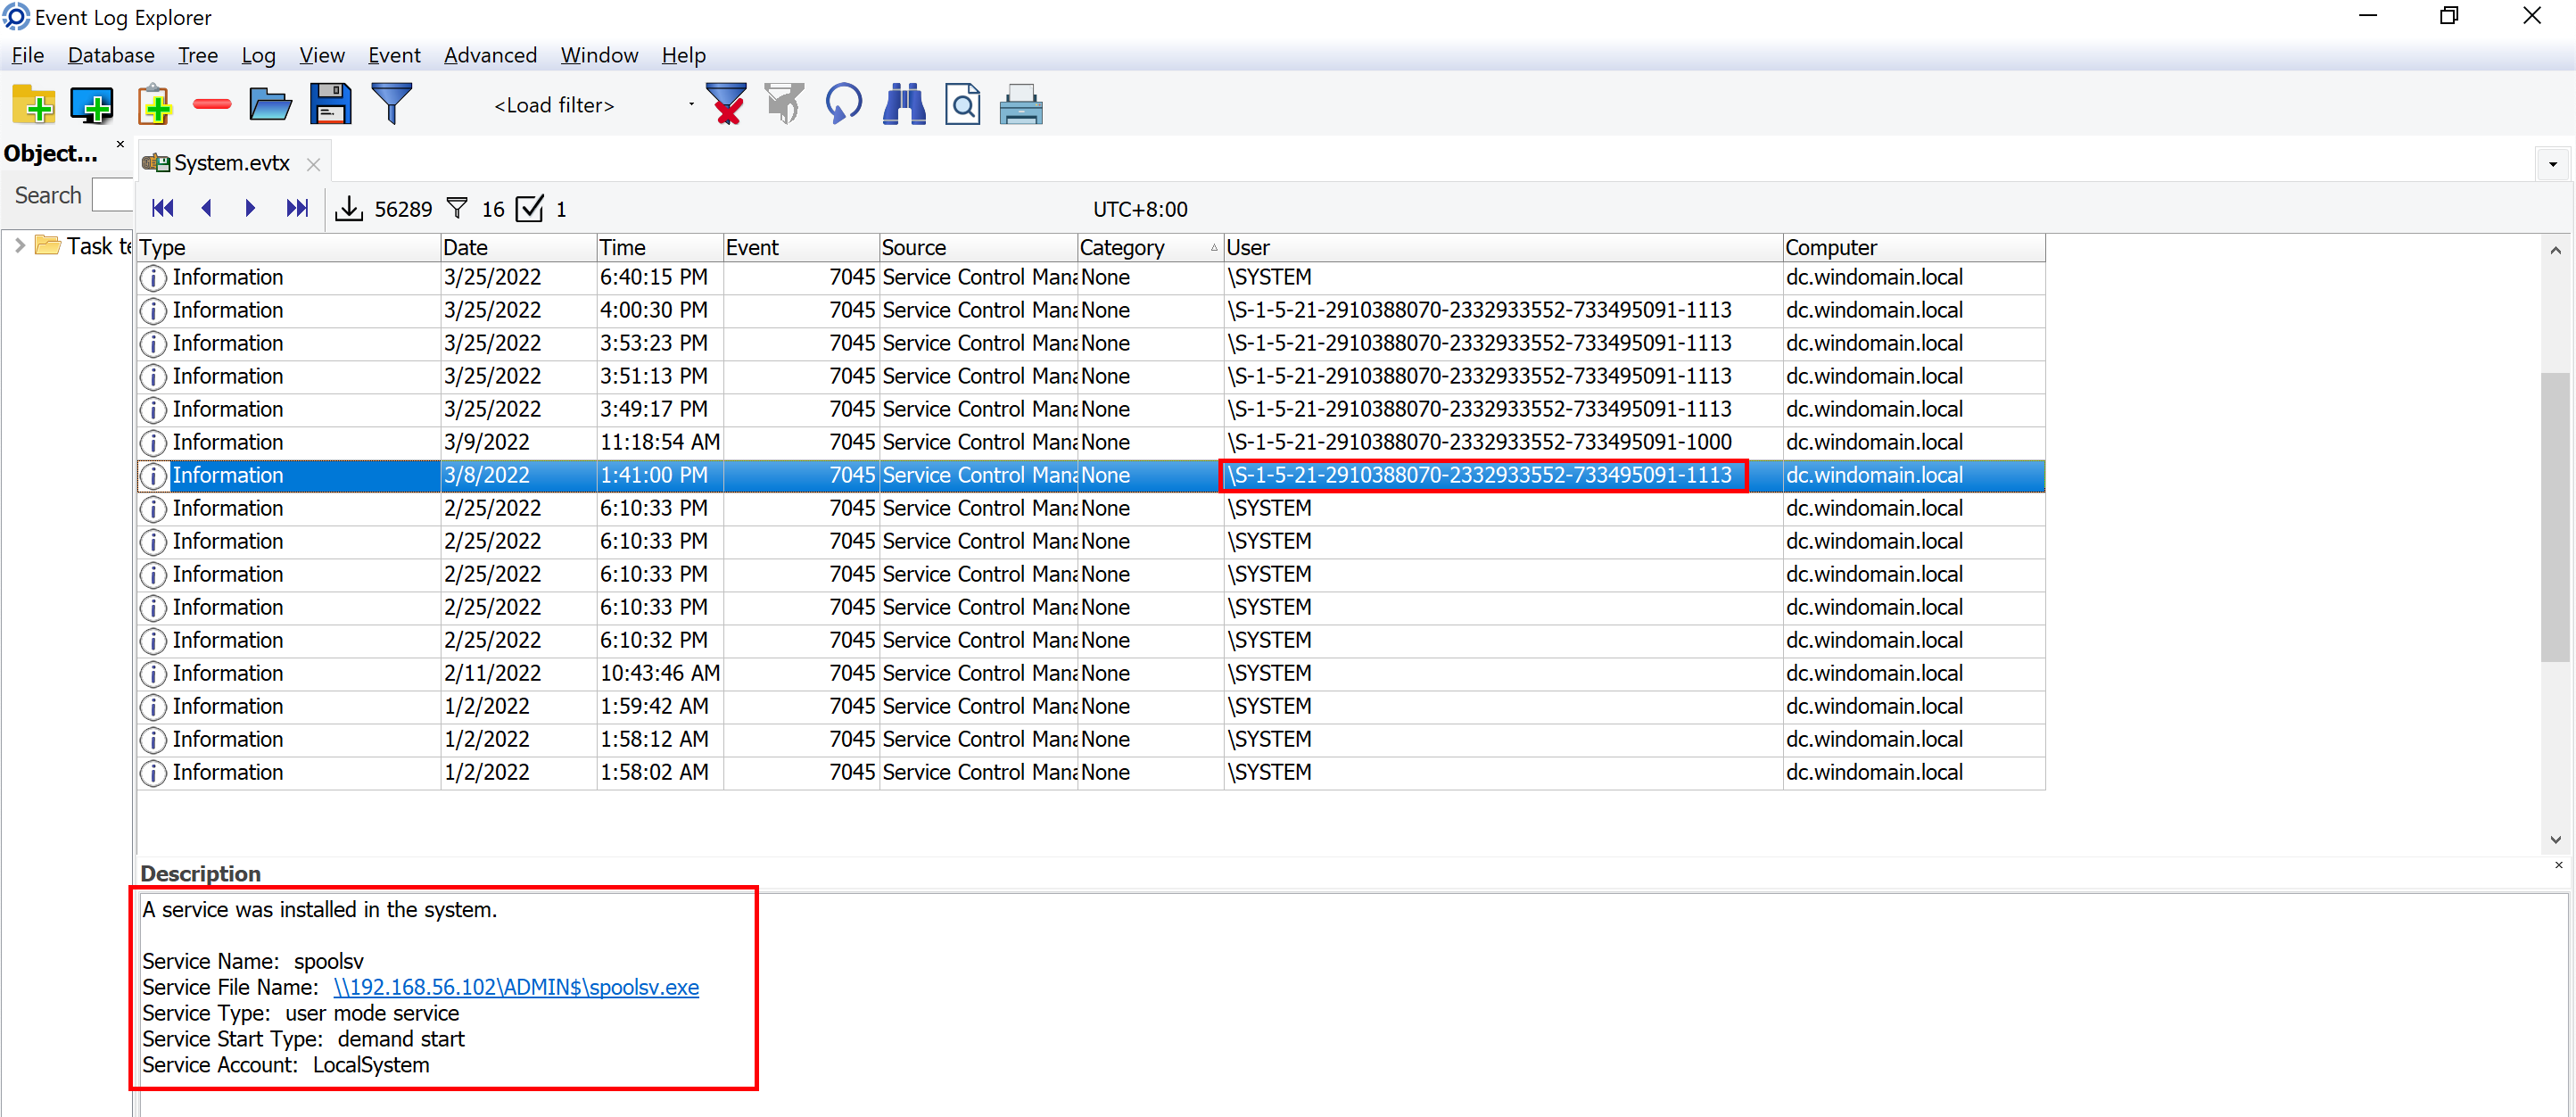 Event Log Explorer
File Database Tree Log View Event Advanced Window Help
<Load filter>
Object...
System.evtx
Search
56289 16 1 UTC+8:00
Task te
Type Date Time Event Source Category User Computer
Information 3/25/2022 6:40:15 PM 7045 Service Control Mana None \SYSTEM dc.windomain.local
Information 3/25/2022 4:00:30 PM 7045 Service Control Mana None \S-1-5-21-2910388070-2332933552-733495091-1113 dc.windomain.local
Information 3/25/2022 3:53:23 PM 7045 Service Control Mana None \S-1-5-21-2910388070-2332933552-733495091-1113 dc.windomain.local
Information 3/25/2022 3:51:13 PM 7045 Service Control Mana None \S-1-5-21-2910388070-2332933552-733495091-1113 dc.windomain.local
Information 3/25/2022 3:49:17 PM 7045 Service Control Mana None \S-1-5-21-2910388070-2332933552-733495091-1113 dc.windomain.local
Information 3/9/2022 11:18:54 AM 7045 Service Control Mana None \S-1-5-21-2910388070-2332933552-733495091-1000 dc.windomain.local
Information 3/8/2022 1:41:00 PM 7045 Service Control Mana None \S-1-5-21-2910388070-2332933552-733495091-1113 dc.windomain.local
Information 2/25/2022 6:10:33 PM 7045 Service Control Mana None \SYSTEM dc.windomain.local
Information 2/25/2022 6:10:33 PM 7045 Service Control Mana None \SYSTEM dc.windomain.local
Information 2/25/2022 6:10:33 PM 7045 Service Control Mana None \SYSTEM dc.windomain.local
Information 2/25/2022 6:10:33 PM 7045 Service Control Mana None \SYSTEM dc.windomain.local
Information 2/25/2022 6:10:32 PM 7045 Service Control Mana None \SYSTEM dc.windomain.local
Information 2/11/2022 10:43:46 AM 7045 Service Control Mana None \SYSTEM dc.windomain.local
Information 1/2/2022 1:59:42 AM 7045 Service Control Mana None \SYSTEM dc.windomain.local
Information 1/2/2022 1:58:12 AM 7045 Service Control Mana None \SYSTEM dc.windomain.local
Information 1/2/2022 1:58:02 AM 7045 Service Control Mana None \SYSTEM dc.windomain.local
Description
A service was installed in the system.
Service Name: spoolsv
Service File Name: \\192.168.56.102\ADMIN$\spoolsv.exe
Service Type: user mode service
Service Start Type: demand start
Service Account: LocalSystem